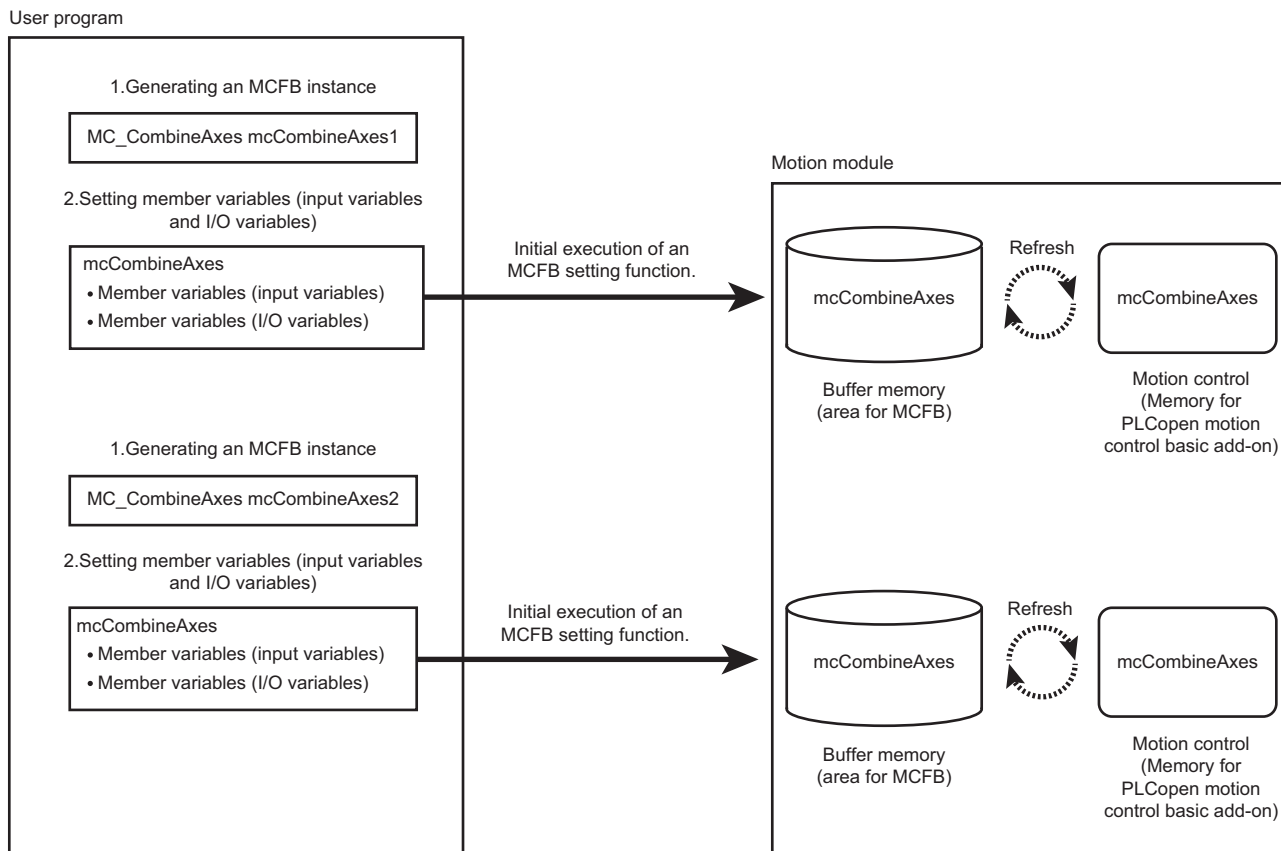 User program
1.Generating an MCFB instance
MC_CombineAxes mcCombineAxes1
2.Setting member variables (input variables
and I/O variables)
mcCombineAxes
• Member variables (input variables)
• Member variables (I/O variables)
Initial execution of an
MCFB setting function.
Motion module
mcCombineAxes
Refresh
mcCombineAxes
Buffer memory
(area for MCFB)
Motion control
(Memory for
PLCopen motion
control basic add-on)
1.Generating an MCFB instance
MC_CombineAxes mcCombineAxes2
2.Setting member variables (input variables
and I/O variables)
mcCombineAxes
• Member variables (input variables)
• Member variables (I/O variables)
Initial execution of an
MCFB setting function.
mcCombineAxes
Refresh
mcCombineAxes
Buffer memory
(area for MCFB)
Motion control
(Memory for
PLCopen motion
control basic add-on)